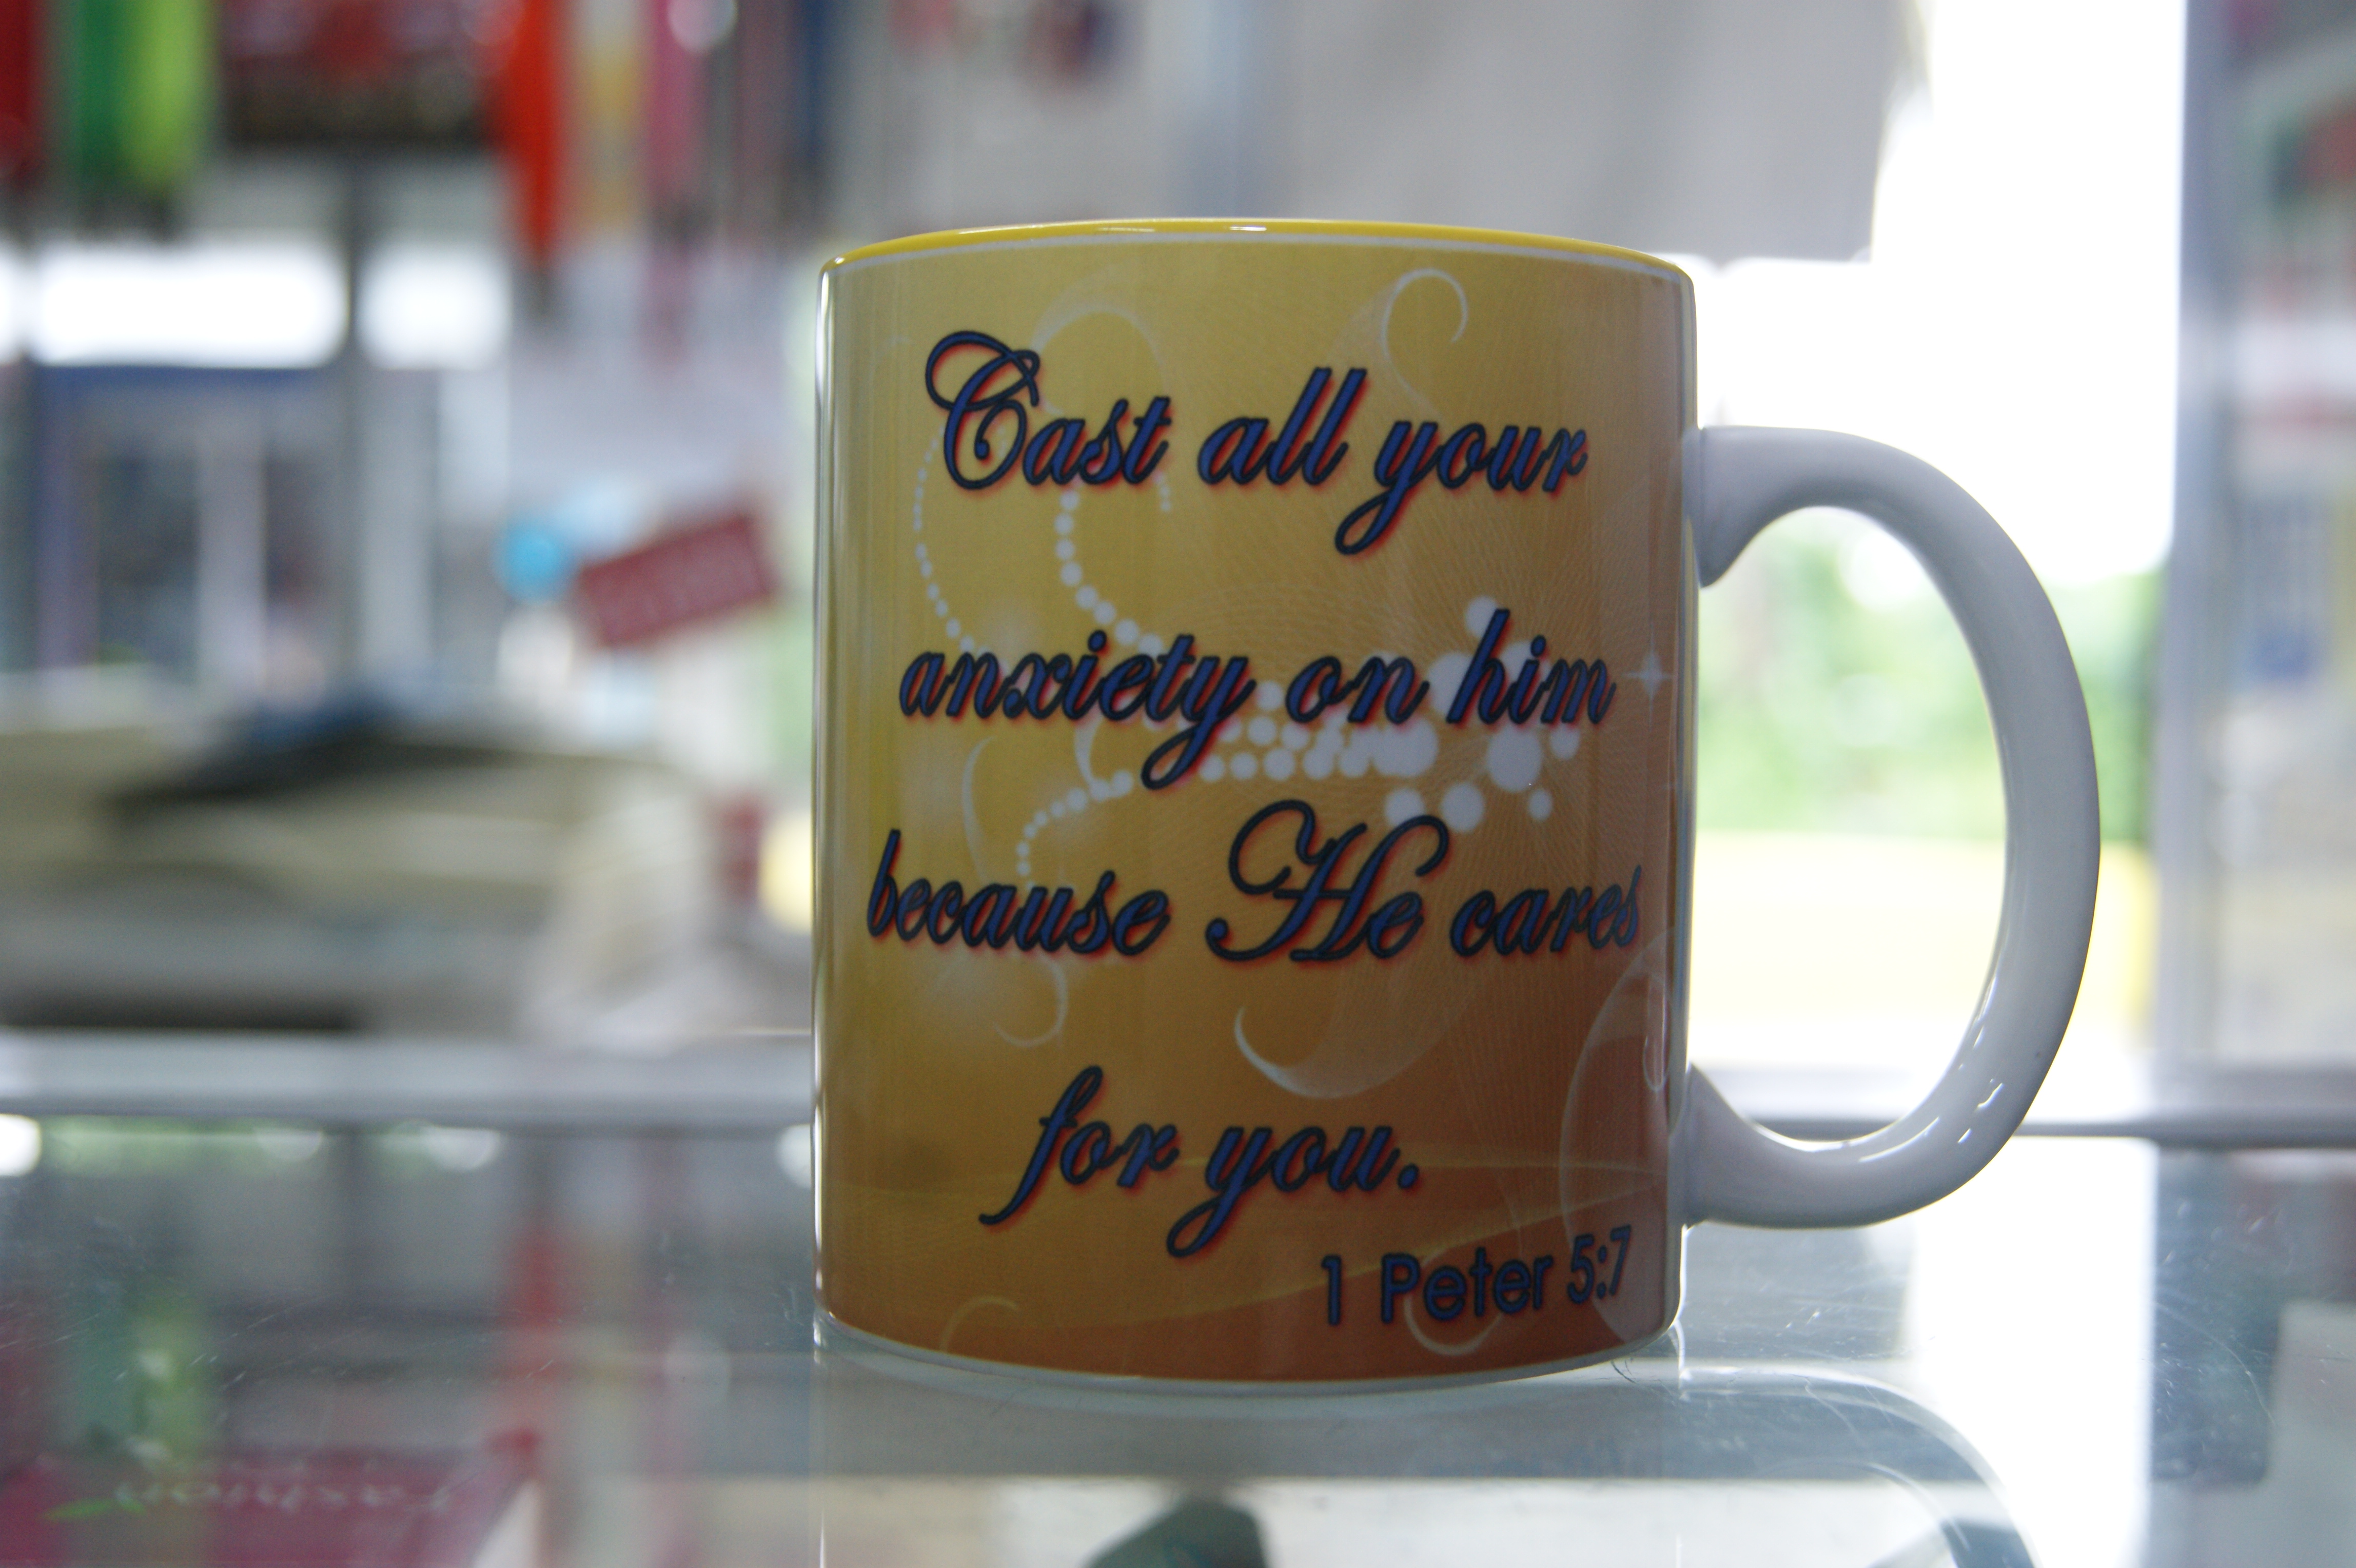 Cast all your
anxiety on him
because He cares
for you.
1 Peter 5:7